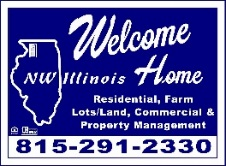 Welcome
NW Illinois Home
Residential, Farm
Lots/Land, Commercial &
Property Management
815-291-2330